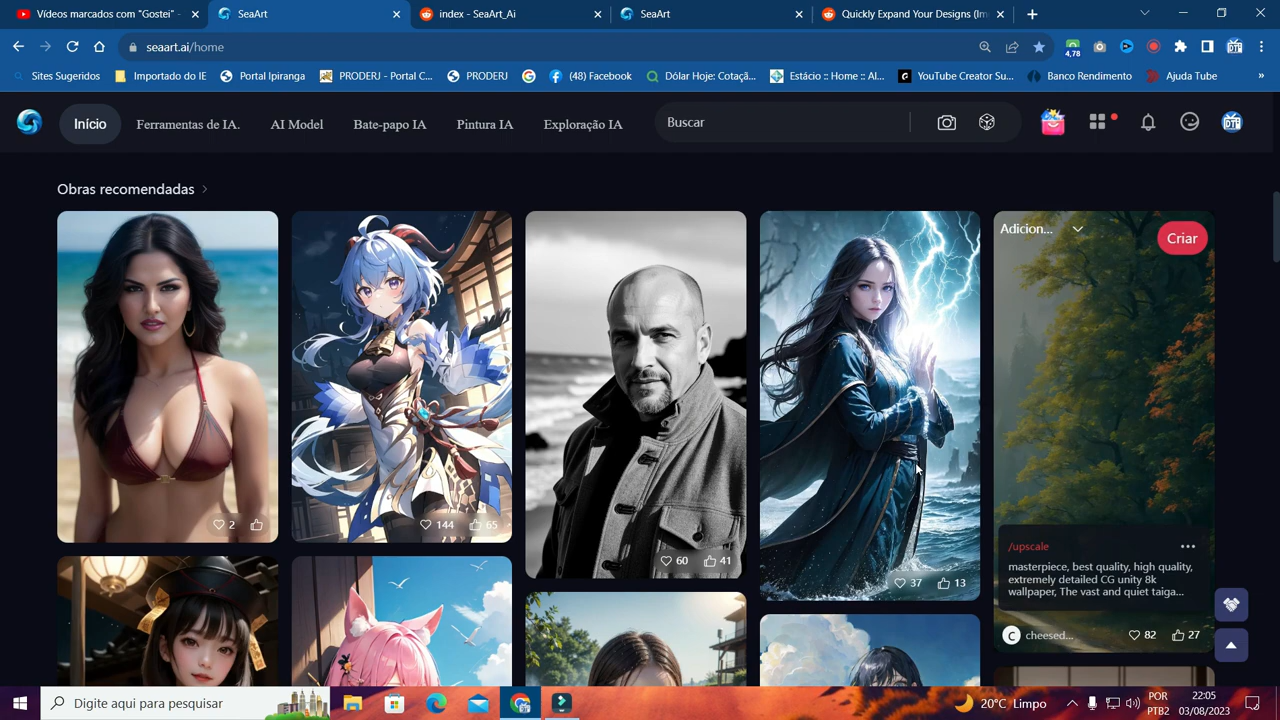 Vídeos marcados com "Gostei" -
SeaArt
index - SeaArt_Ai
SeaArt
Quickly Expand Your Designs (Im
seaart.ai/home
4,78
Sites Sugeridos
Importado do IE
Portal Ipiranga
PRODERJ - Portal C...
PRODERJ
(48) Facebook
Dólar Hoje: Cotaçã...
Estácio :: Home :: Al...
YouTube Creator Su...
Banco Rendimento
Ajuda Tube
»
Início
Ferramentas de IA.
AI Model
Bate-papo IA
Pintura IA
Exploração IA
Buscar
Obras recomendadas
Adicion...
Criar
2
144
65
60
41
37
13
/upscale
masterpiece, best quality, high quality,
extremely detailed CG unity 8k
wallpaper, The vast and quiet taiga...
C
cheesed...
82
27
Digite aqui para pesquisar
20°C Limpo
POR
PTB2
22:05
03/08/2023